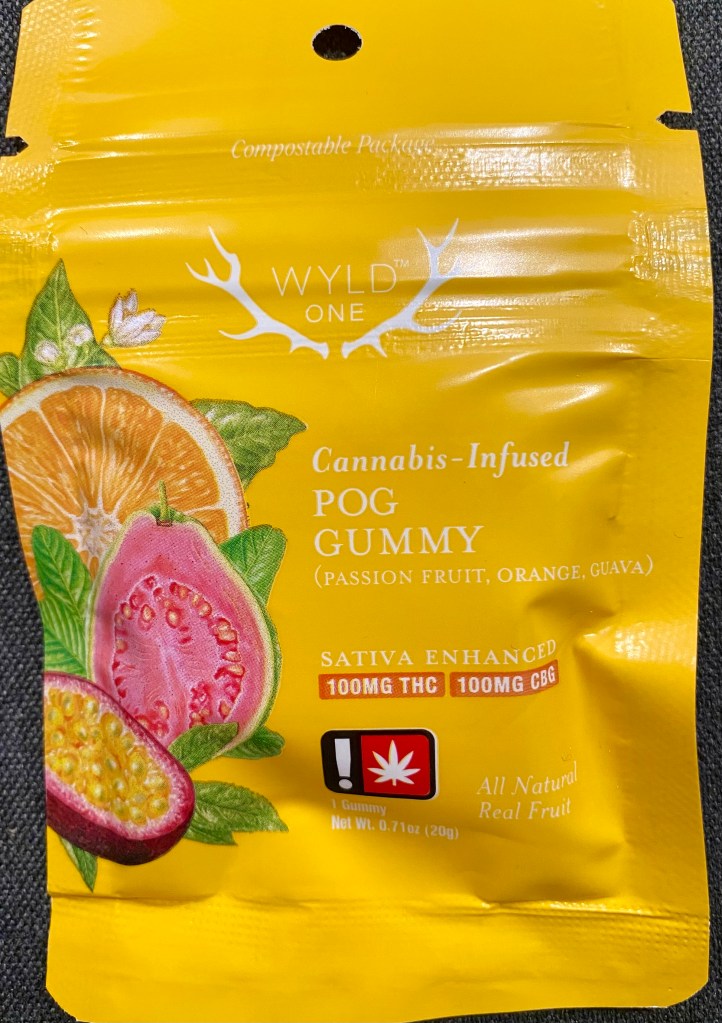 Compostable Package
WYLD™
ONE
Cannabis-Infused
POG
GUMMY
(PASSION FRUIT, ORANGE, GUAVA)
SATIVA ENHANCED
100MG THC 100MG CBG
!
1 Gummy
Net Wt. 0.71oz (20g)
All Natural
Real Fruit